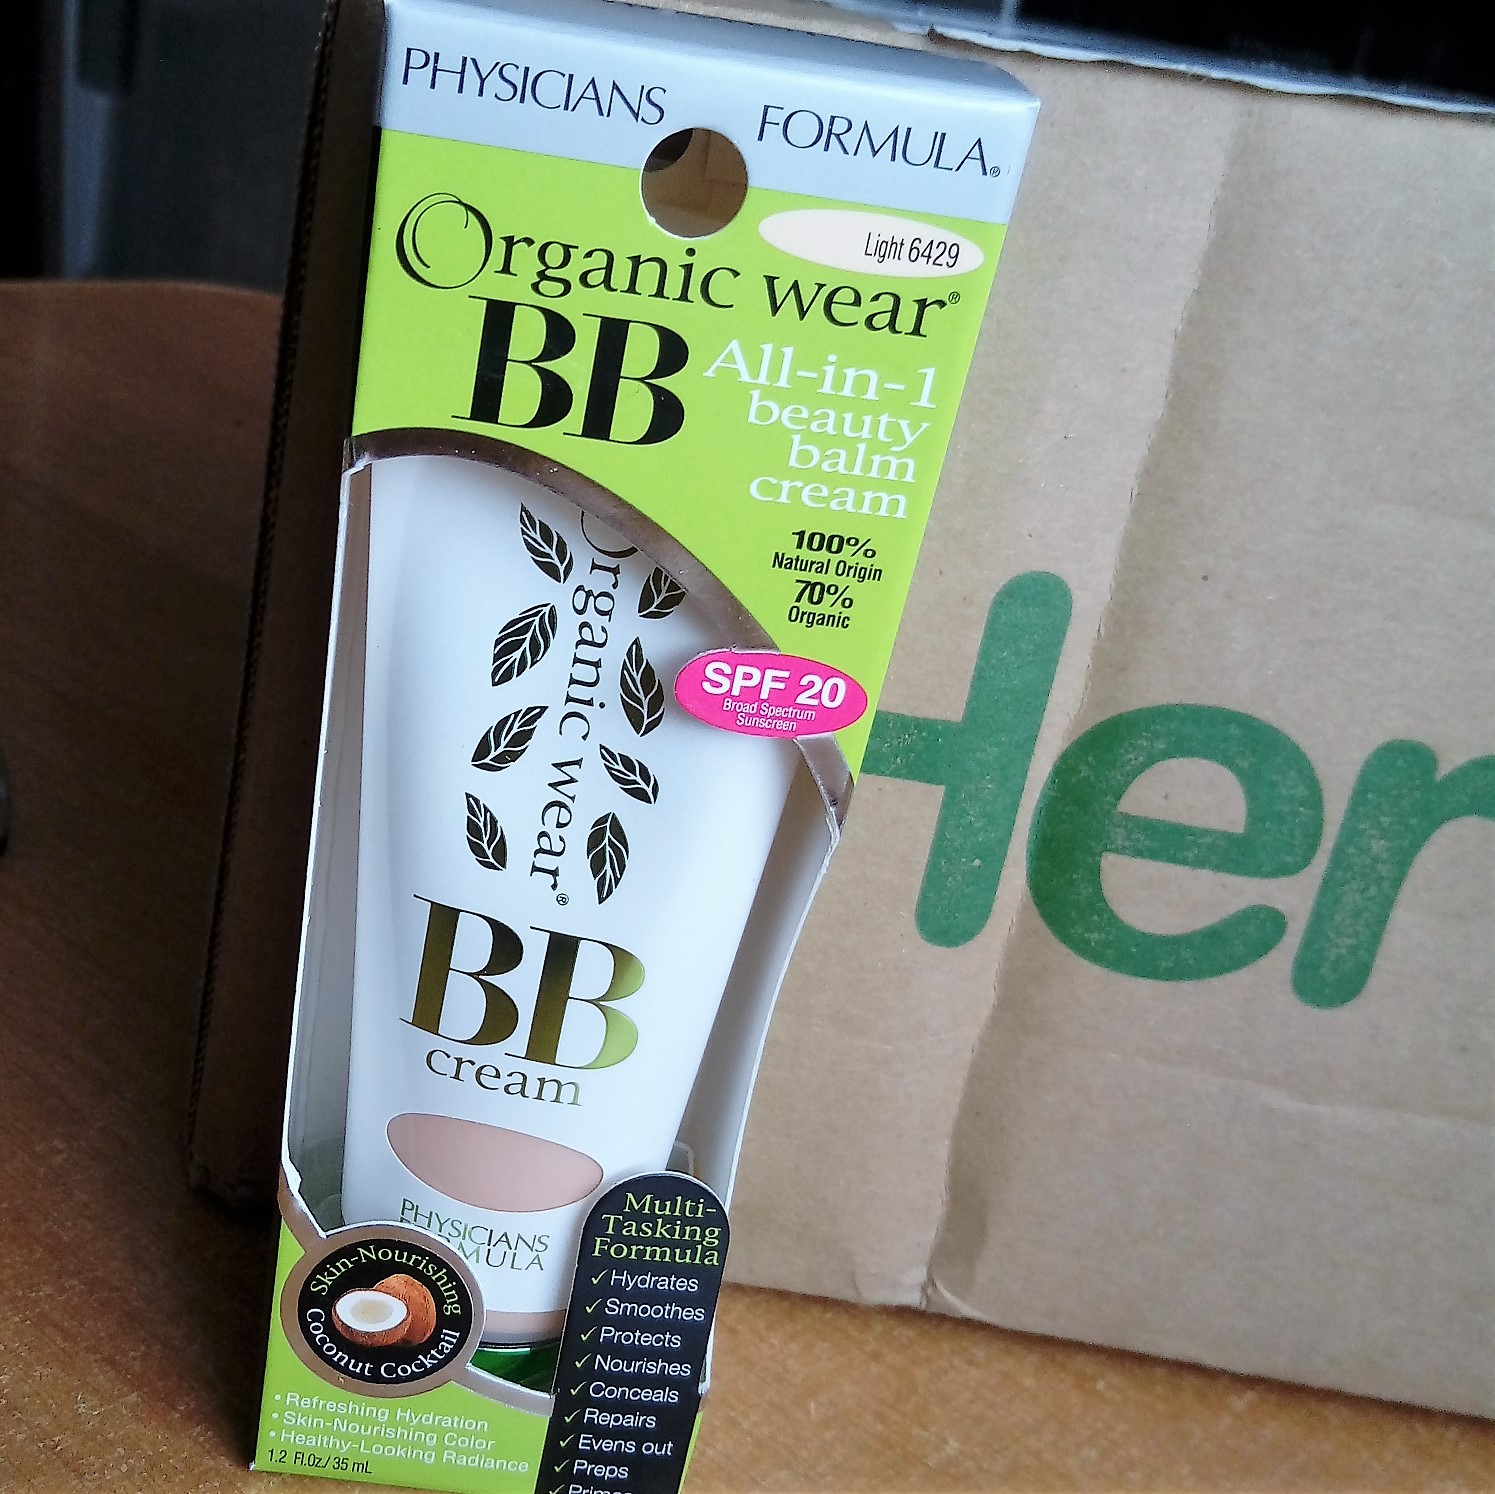 PHYSICIANS FORMULA®
Light 6429
Organic wear®
BB
All-in-1
beauty
balm
cream
100%
Natural Origin
70%
Organic
SPF 20
Broad Spectrum
Sunscreen
Organic wear®
BB
cream
PHYSICIANS
Multi-
Tasking
Formula
✓ Hydrates
✓ Smoothes
✓ Protects
✓ Nourishes
✓ Conceals
✓ Repairs
✓ Evens out
✓ Preps
Skin-Nourishing
Coconut Cocktail
• Refreshing Hydration
• Skin-Nourishing Color
• Healthy-Looking Radiance
1.2 Fl.Oz./ 35 mL
Her